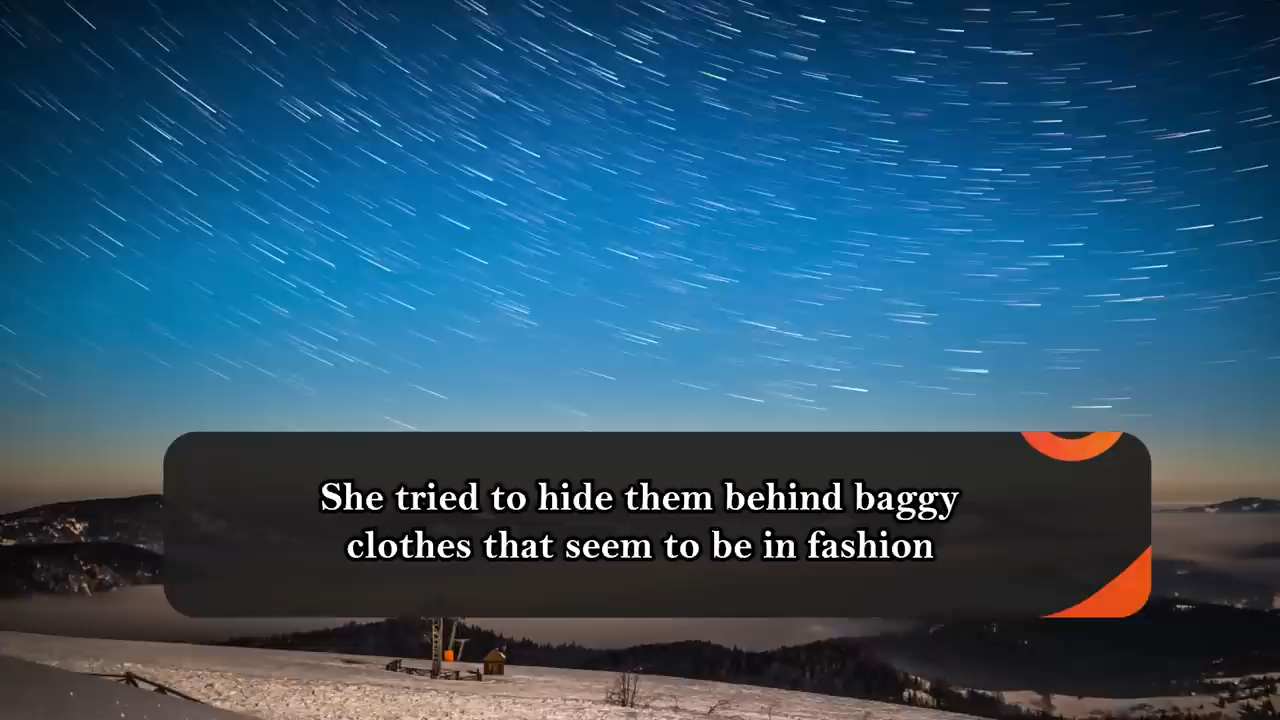 She tried to hide them behind baggy
clothes that seem to be in fashion